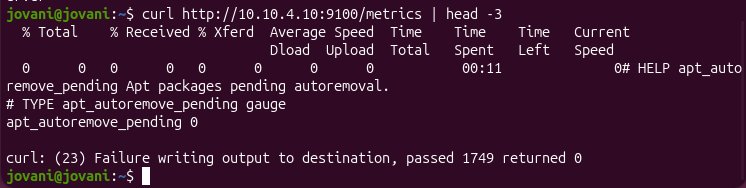 jovani@jovani:~$ curl http://10.10.4.10:9100/metrics | head -3
  % Total    % Received % Xferd  Average Speed  Time    Time    Time   Current
                                 Dload  Upload  Total   Spent   Left   Speed
  0      0   0      0   0      0      0      0           00:11              0# HELP apt_auto
remove_pending Apt packages pending autoremoval.
# TYPE apt_autoremove_pending gauge
apt_autoremove_pending 0

curl: (23) Failure writing output to destination, passed 1749 returned 0
jovani@jovani:~$